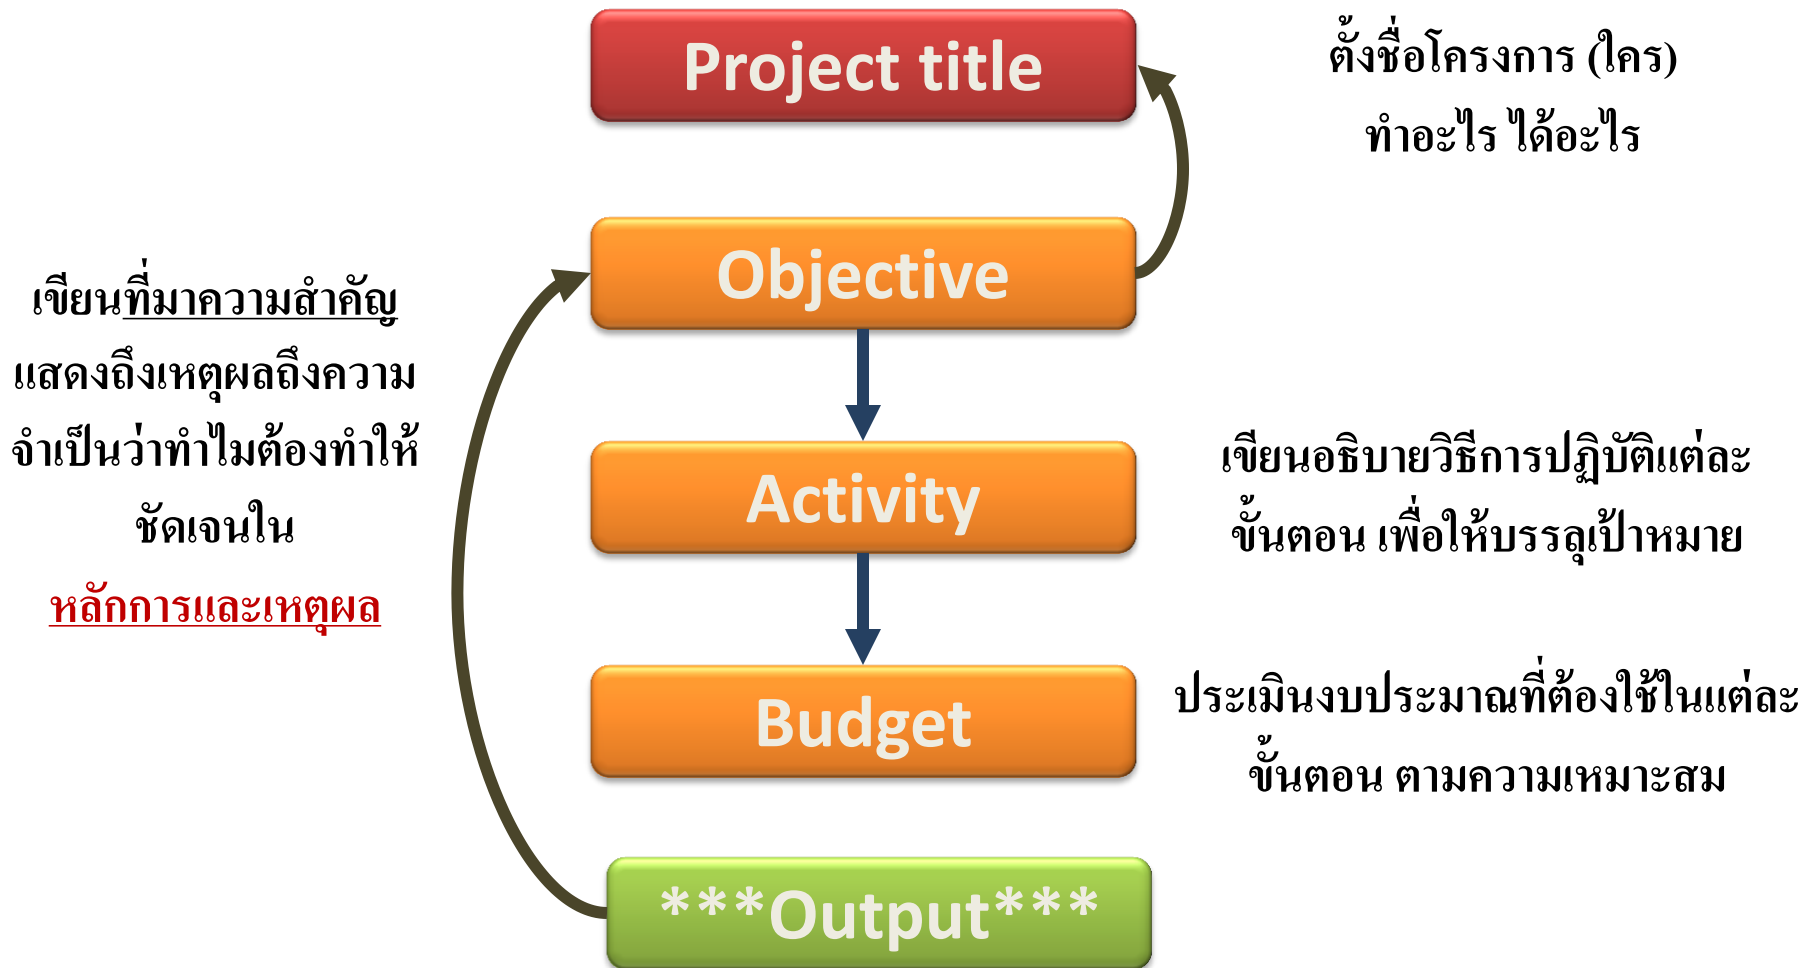 Project title
ตั้งชื่อโครงการ (ใคร)
ทำอะไร ได้อะไร
Objective
เขียนที่มาความสำคัญ
แสดงถึงเหตุผลถึงความ
จำเป็นว่าทำไมต้องทำให้
ชัดเจนใน
หลักการและเหตุผล
Activity
เขียนอธิบายวิธีการปฏิบัติแต่ละ
ขั้นตอน เพื่อให้บรรลุเป้าหมาย
Budget
ประเมินงบประมาณที่ต้องใช้ในแต่ละ
ขั้นตอน ตามความเหมาะสม
***Output***